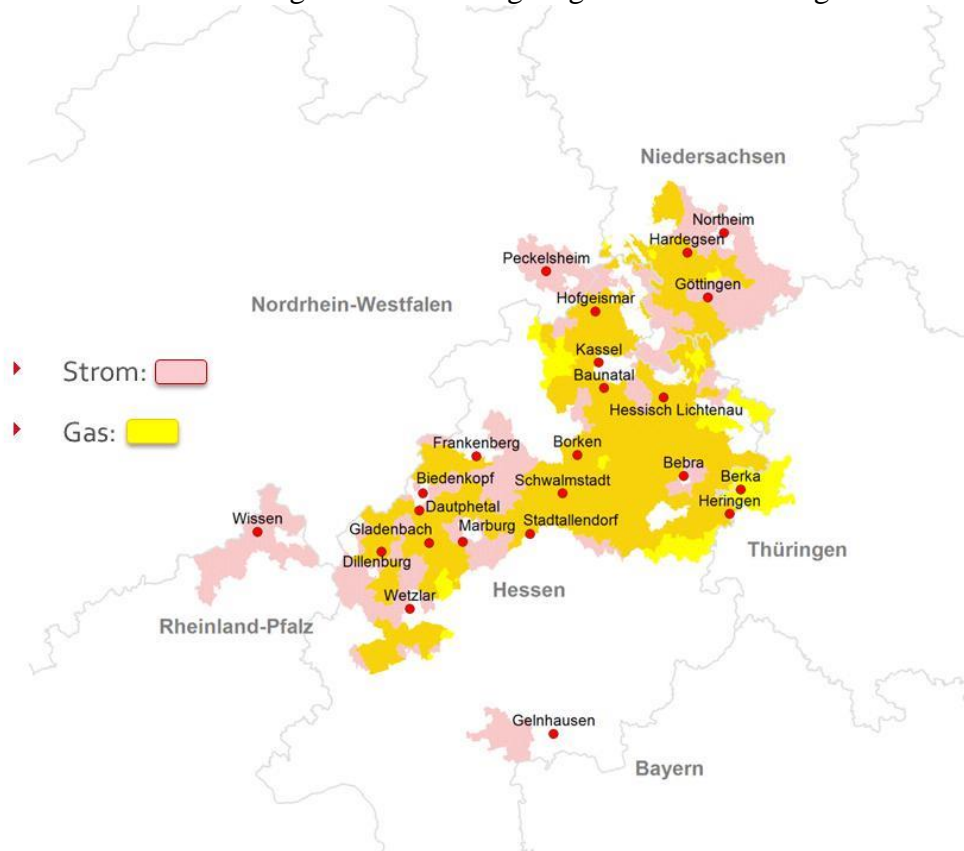 Niedersachsen
Northeim
Hardegsen
Peckelsheim
Göttingen
Nordrhein-Westfalen
Hofgeismar
Kassel
Strom:
Baunatal
Hessisch Lichtenau
Gas:
Frankenberg
Borken
Bebra
Berka
Biedenkopf
Schwalmstadt
Heringen
Dautphetal
Wissen
Gladenbach
Marburg
Stadtallendorf
Thüringen
Dillenburg
Hessen
Wetzlar
Rheinland-Pfalz
Gelnhausen
Bayern